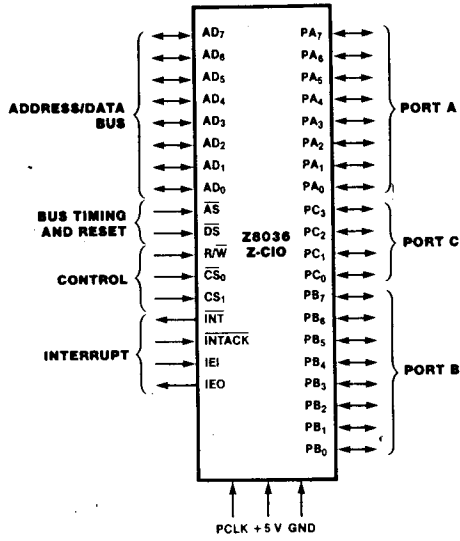 AD7
AD6
AD5
AD4
AD3
AD2
AD1
AD0
ADDRESS/DATA
BUS
AS
DS
BUS TIMING
AND RESET
R/W
CS0
CS1
CONTROL
INT
INTACK
IEI
IEO
INTERRUPT
Z8036
Z-CIO
PA7
PA6
PA5
PA4
PA3
PA2
PA1
PA0
PORT A
PC3
PC2
PC1
PC0
PORT C
PB7
PB6
PB5
PB4
PB3
PB2
PB1
PB0
PORT B
PCLK +5 V GND